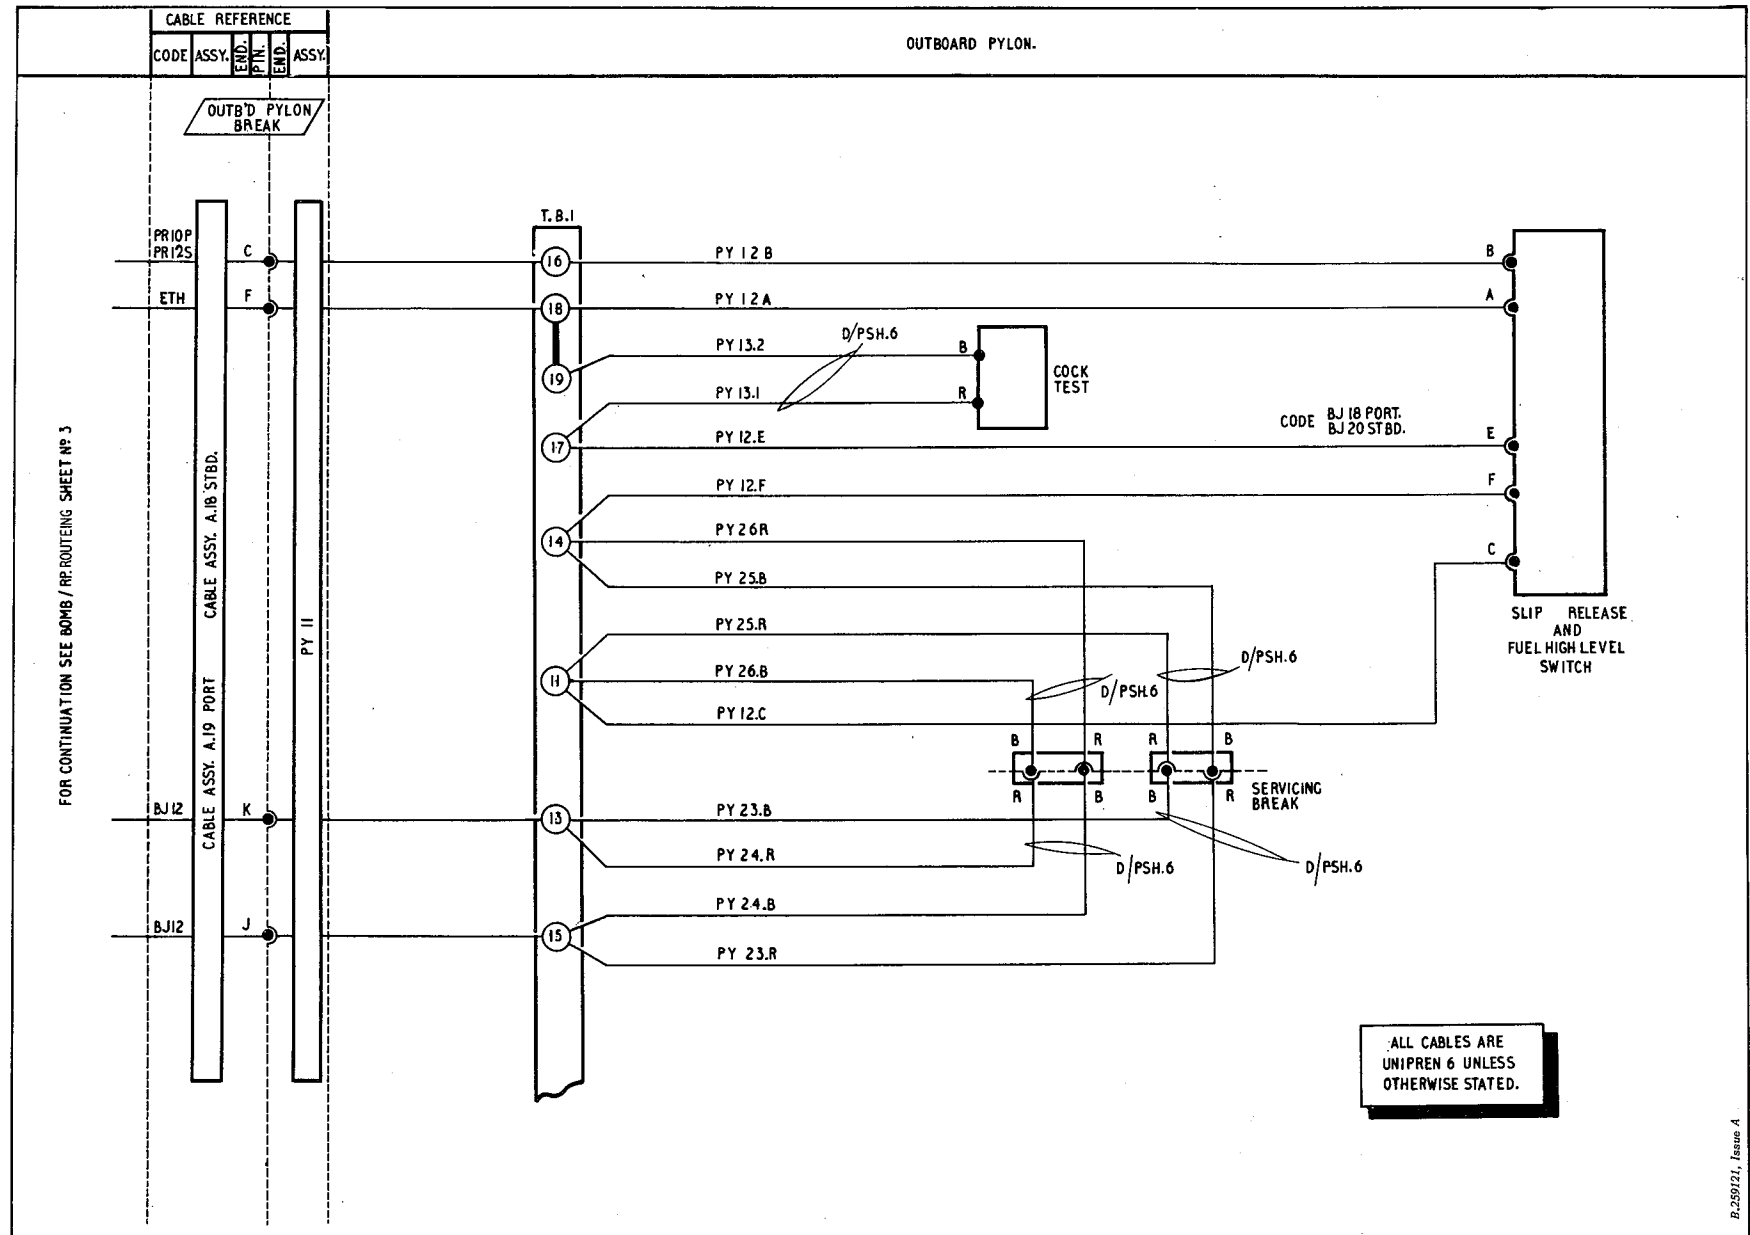 CABLE REFERENCE
CODE ASSY. END. PIN. END. ASSY.
OUTBOARD PYLON.
OUTB'D PYLON
BREAK
T.B.1
PR10P
PR12S
C
16
PY 12B
B
ETH
F
18
PY 12A
A
D/PSH.6
19
PY 13.2
B
COCK
TEST
PY 13.1
R
CODE BJ 18 PORT.
BJ 20 STBD.
17
PY 12.E
E
PY 12.F
F
14
PY 26R
C
PY 25.B
SLIP RELEASE
AND
FUEL HIGH LEVEL
SWITCH
PY 25.R
D/PSH.6
11
PY 26.B
D/PSH.6
PY 12.C
B R R B
R B B R
SERVICING
BREAK
BJ12
K
13
PY 23.B
PY 24.R
D/PSH.6
D/PSH.6
PY 24.B
BJ12
J
15
PY 23.R
FOR CONTINUATION SEE BOMB / RP. ROUTEING SHEET Nº 3
CABLE ASSY. A.19 PORT CABLE ASSY. A.18 STBD.
PY 11
ALL CABLES ARE
UNIPREN 6 UNLESS
OTHERWISE STATED.
B.259121, Issue A